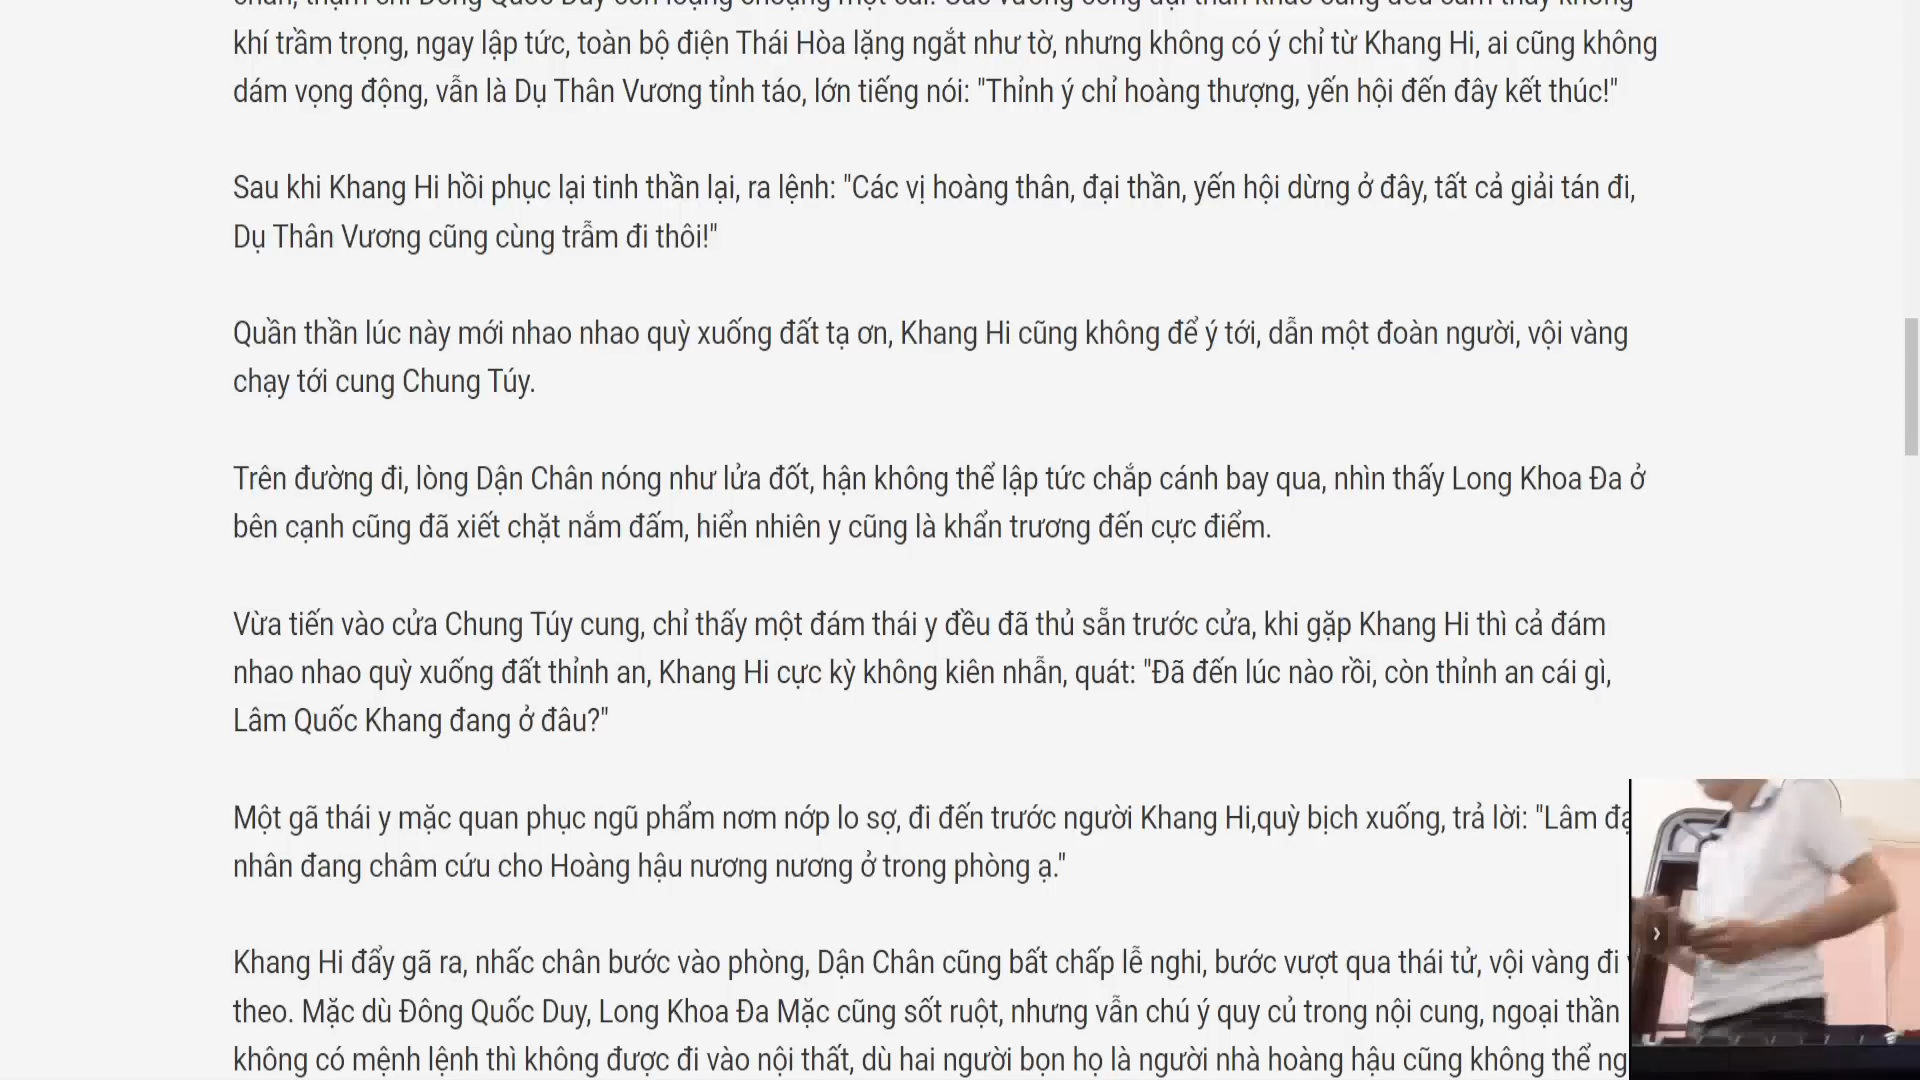 khí trầm trọng, ngay lập tức, toàn bộ điện Thái Hòa lặng ngắt như tờ, nhưng không có ý chỉ từ Khang Hi, ai cũng không
dám vọng động, vẫn là Dụ Thân Vương tỉnh táo, lớn tiếng nói: "Thỉnh ý chỉ hoàng thượng, yến hội đến đây kết thúc!"
Sau khi Khang Hi hồi phục lại tinh thần lại, ra lệnh: "Các vị hoàng thân, đại thần, yến hội dừng ở đây, tất cả giải tán đi,
Dụ Thân Vương cũng cùng trẫm đi thôi!"
Quần thần lúc này mới nhao nhao quỳ xuống đất tạ ơn, Khang Hi cũng không để ý tới, dẫn một đoàn người, vội vàng
chạy tới cung Chung Túy.
Trên đường đi, lòng Dận Chân nóng như lửa đốt, hận không thể lập tức chắp cánh bay qua, nhìn thấy Long Khoa Đa ở
bên cạnh cũng đã xiết chặt nắm đấm, hiển nhiên y cũng là khẩn trương đến cực điểm.
Vừa tiến vào cửa Chung Túy cung, chỉ thấy một đám thái y đều đã thủ sẵn trước cửa, khi gặp Khang Hi thì cả đám
nhao nhao quỳ xuống đất thỉnh an, Khang Hi cực kỳ không kiên nhẫn, quát: "Đã đến lúc nào rồi, còn thỉnh an cái gì,
Lâm Quốc Khang đang ở đâu?"
Một gã thái y mặc quan phục ngũ phẩm nơm nớp lo sợ, đi đến trước người Khang Hi,quỳ bịch xuống, trả lời: "Lâm
nhân đang châm cứu cho Hoàng hậu nương nương ở trong phòng ạ."
Khang Hi đẩy gã ra, nhấc chân bước vào phòng, Dận Chân cũng bất chấp lễ nghi, bước vượt qua thái tử, vội vàng đi
theo. Mặc dù Đông Quốc Duy, Long Khoa Đa Mặc cũng sốt ruột, nhưng vẫn chú ý quy củ trong nội cung, ngoại thần
không có mệnh lệnh thì không được đi vào nội thất, dù hai người bọn họ là người nhà hoàng hậu cũng không thể